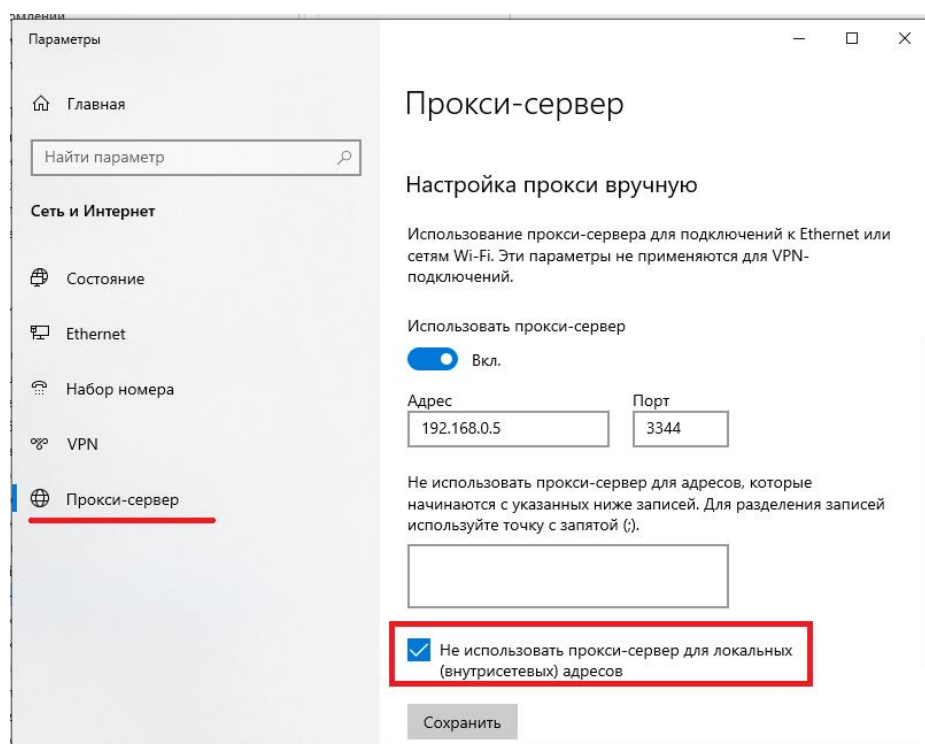 Параметры
Главная
Найти параметр
Сеть и Интернет
Состояние
Ethernet
Набор номера
VPN
Прокси-сервер
Прокси-сервер
Настройка прокси вручную
Использование прокси-сервера для подключений к Ethernet или
сетям Wi-Fi. Эти параметры не применяются для VPN-
подключений.
Использовать прокси-сервер
Вкл.
Адрес
Порт
192.168.0.5
3344
Не использовать прокси-сервер для адресов, которые
начинаются с указанных ниже записей. Для разделения записей
используйте точку с запятой (;).
Не использовать прокси-сервер для локальных
(внутрисетевых) адресов
Сохранить